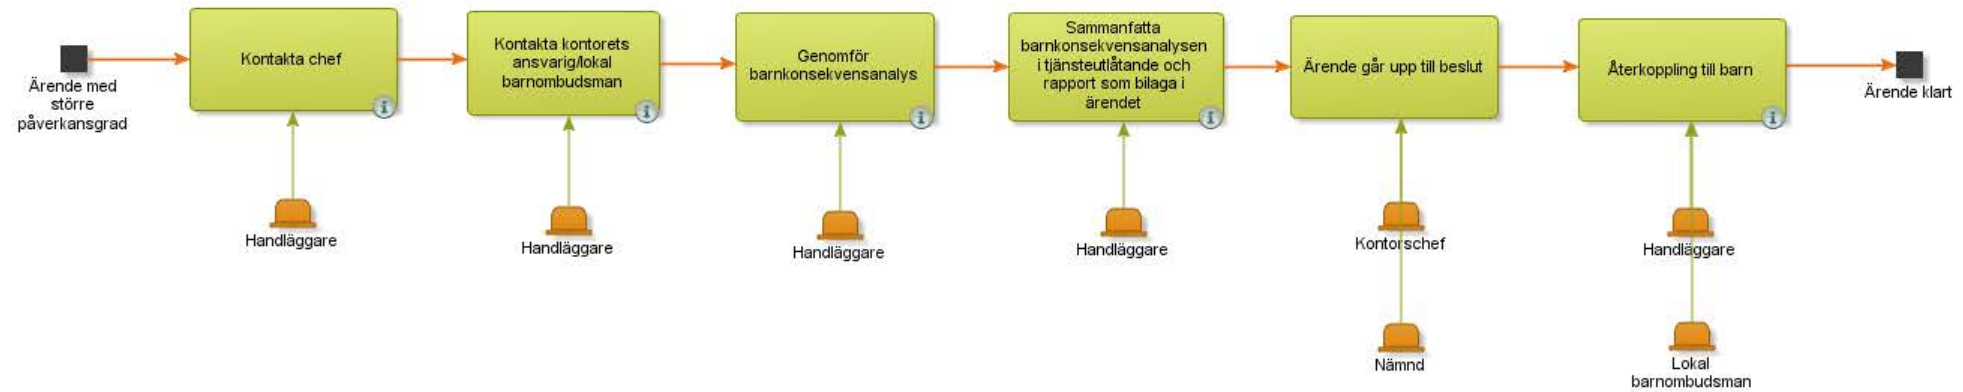 Ärende med
större
påverkansgrad
Kontakta chef
Kontakta kontorets
ansvarig/lokal
barnombudsman
Genomför
barnkonsekvensanalys
Sammanfatta
barnkonsekvensanalysen
i tjänsteutlåtande och
rapport som bilaga i
ärendet
Ärende går upp till beslut
Återkoppling till barn
Ärende klart
i
i
i
i
i
Handläggare
Handläggare
Handläggare
Handläggare
Kontorschef
Handläggare
Nämnd
Lokal
barnombudsman